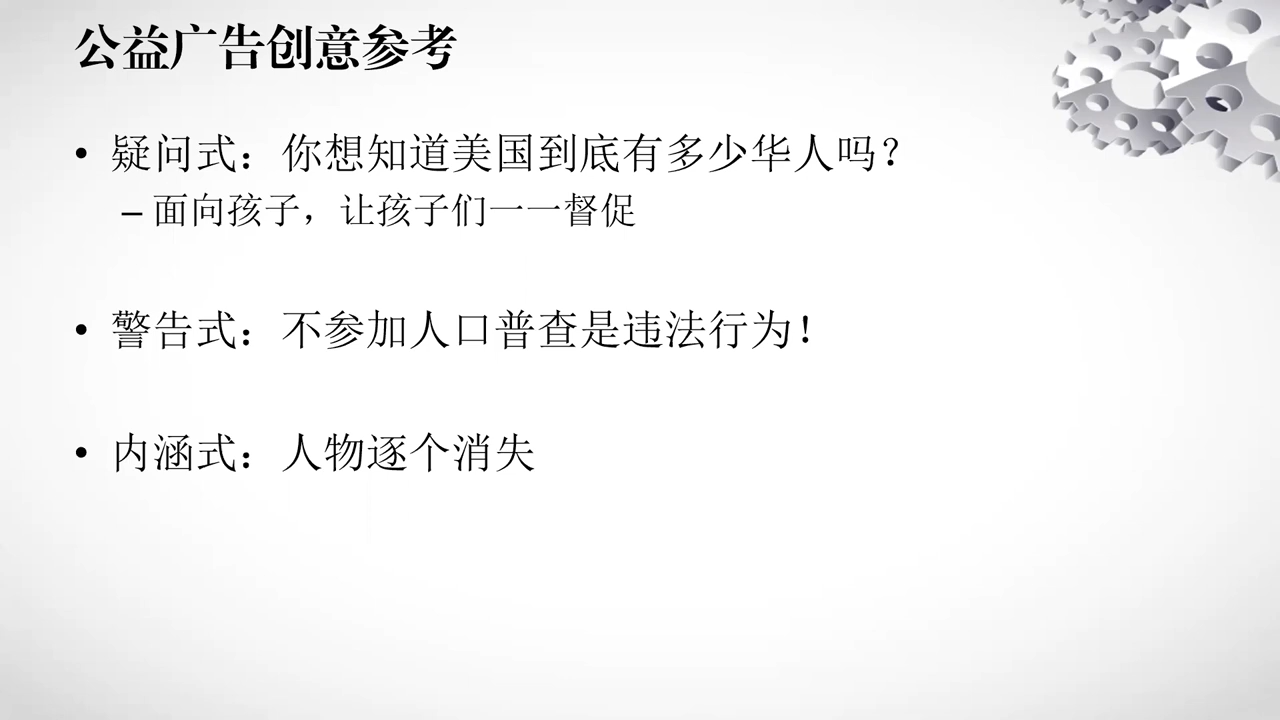 公益广告创意参考
• 疑问式：你想知道美国到底有多少华人吗？
– 面向孩子，让孩子们一一督促
• 警告式：不参加人口普查是违法行为！
• 内涵式：人物逐个消失